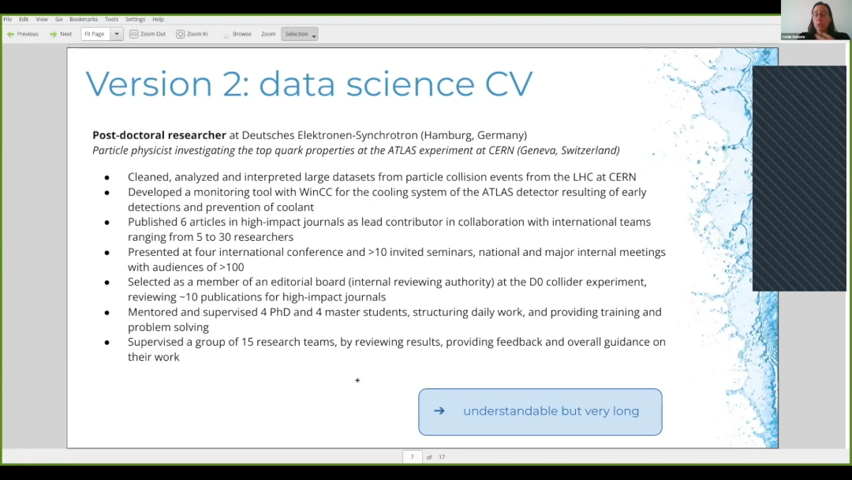 File Edit View Go Bookmarks Tools Settings Help
Previous Next Fit Page Zoom Out Zoom In Browse Zoom Selection
Version 2: data science CV
Post-doctoral researcher at Deutsches Elektronen-Synchrotron (Hamburg, Germany)
Particle physicist investigating the top quark properties at the ATLAS experiment at CERN (Geneva, Switzerland)
● Cleaned, analyzed and interpreted large datasets from particle collision events from the LHC at CERN
● Developed a monitoring tool with WinCC for the cooling system of the ATLAS detector resulting of early
detections and prevention of coolant
● Published 6 articles in high-impact journals as lead contributor in collaboration with international teams
ranging from 5 to 30 researchers
● Presented at four international conference and >10 invited seminars, national and major internal meetings
with audiences of >100
● Selected as a member of an editorial board (internal reviewing authority) at the D0 collider experiment,
reviewing ~10 publications for high-impact journals
● Mentored and supervised 4 PhD and 4 master students, structuring daily work, and providing training and
problem solving
● Supervised a group of 15 research teams, by reviewing results, providing feedback and overall guidance on
their work
➔ understandable but very long
7 of 17